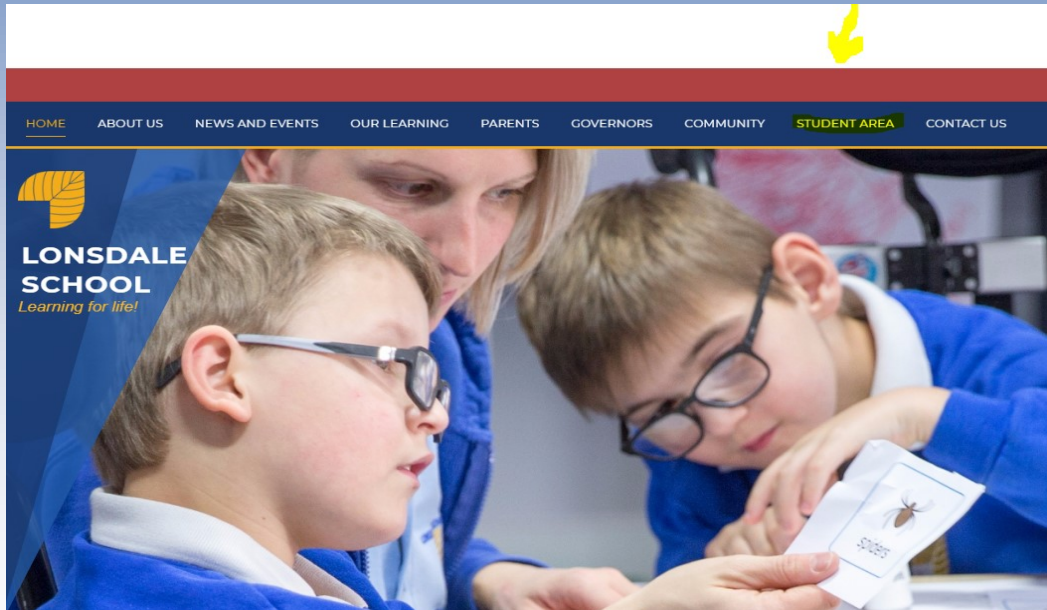 HOME ABOUT US NEWS AND EVENTS OUR LEARNING PARENTS GOVERNORS COMMUNITY STUDENT AREA CONTACT US
LONSDALE
SCHOOL
Learning for life!
spiders